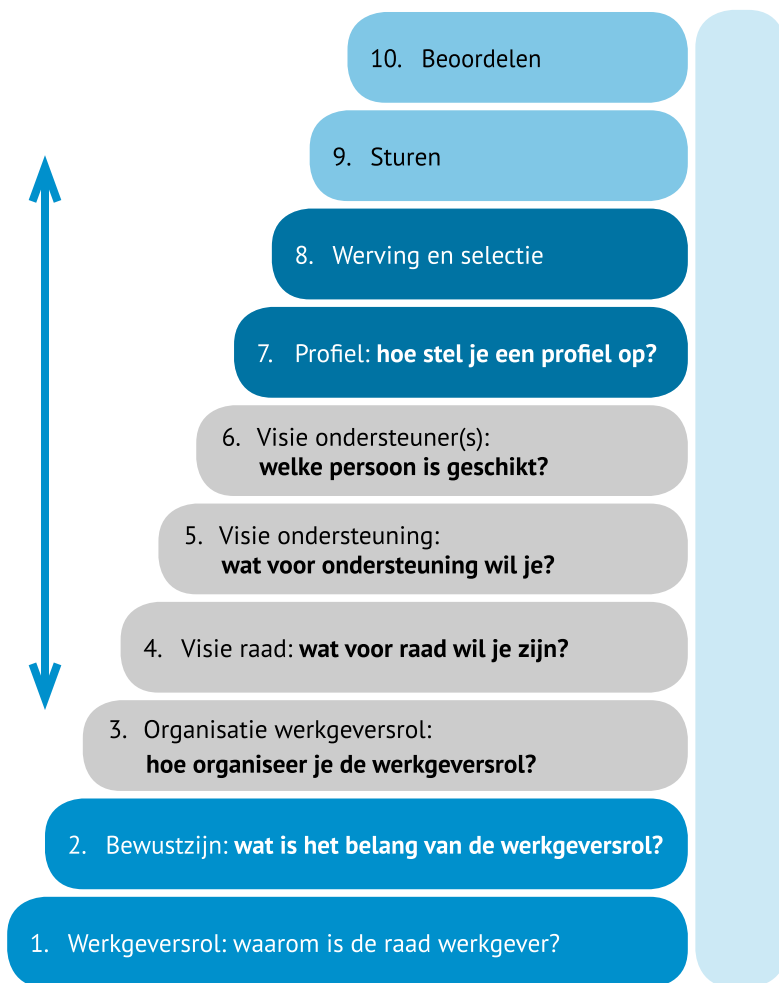 10. Beoordelen
9. Sturen
8. Werving en selectie
7. Profiel: hoe stel je een profiel op?
6. Visie ondersteuner(s):
welke persoon is geschikt?
5. Visie ondersteuning:
wat voor ondersteuning wil je?
4. Visie raad: wat voor raad wil je zijn?
3. Organisatie werkgeversrol:
hoe organiseer je de werkgeversrol?
2. Bewustzijn: wat is het belang van de werkgeversrol?
1. Werkgeversrol: waarom is de raad werkgever?